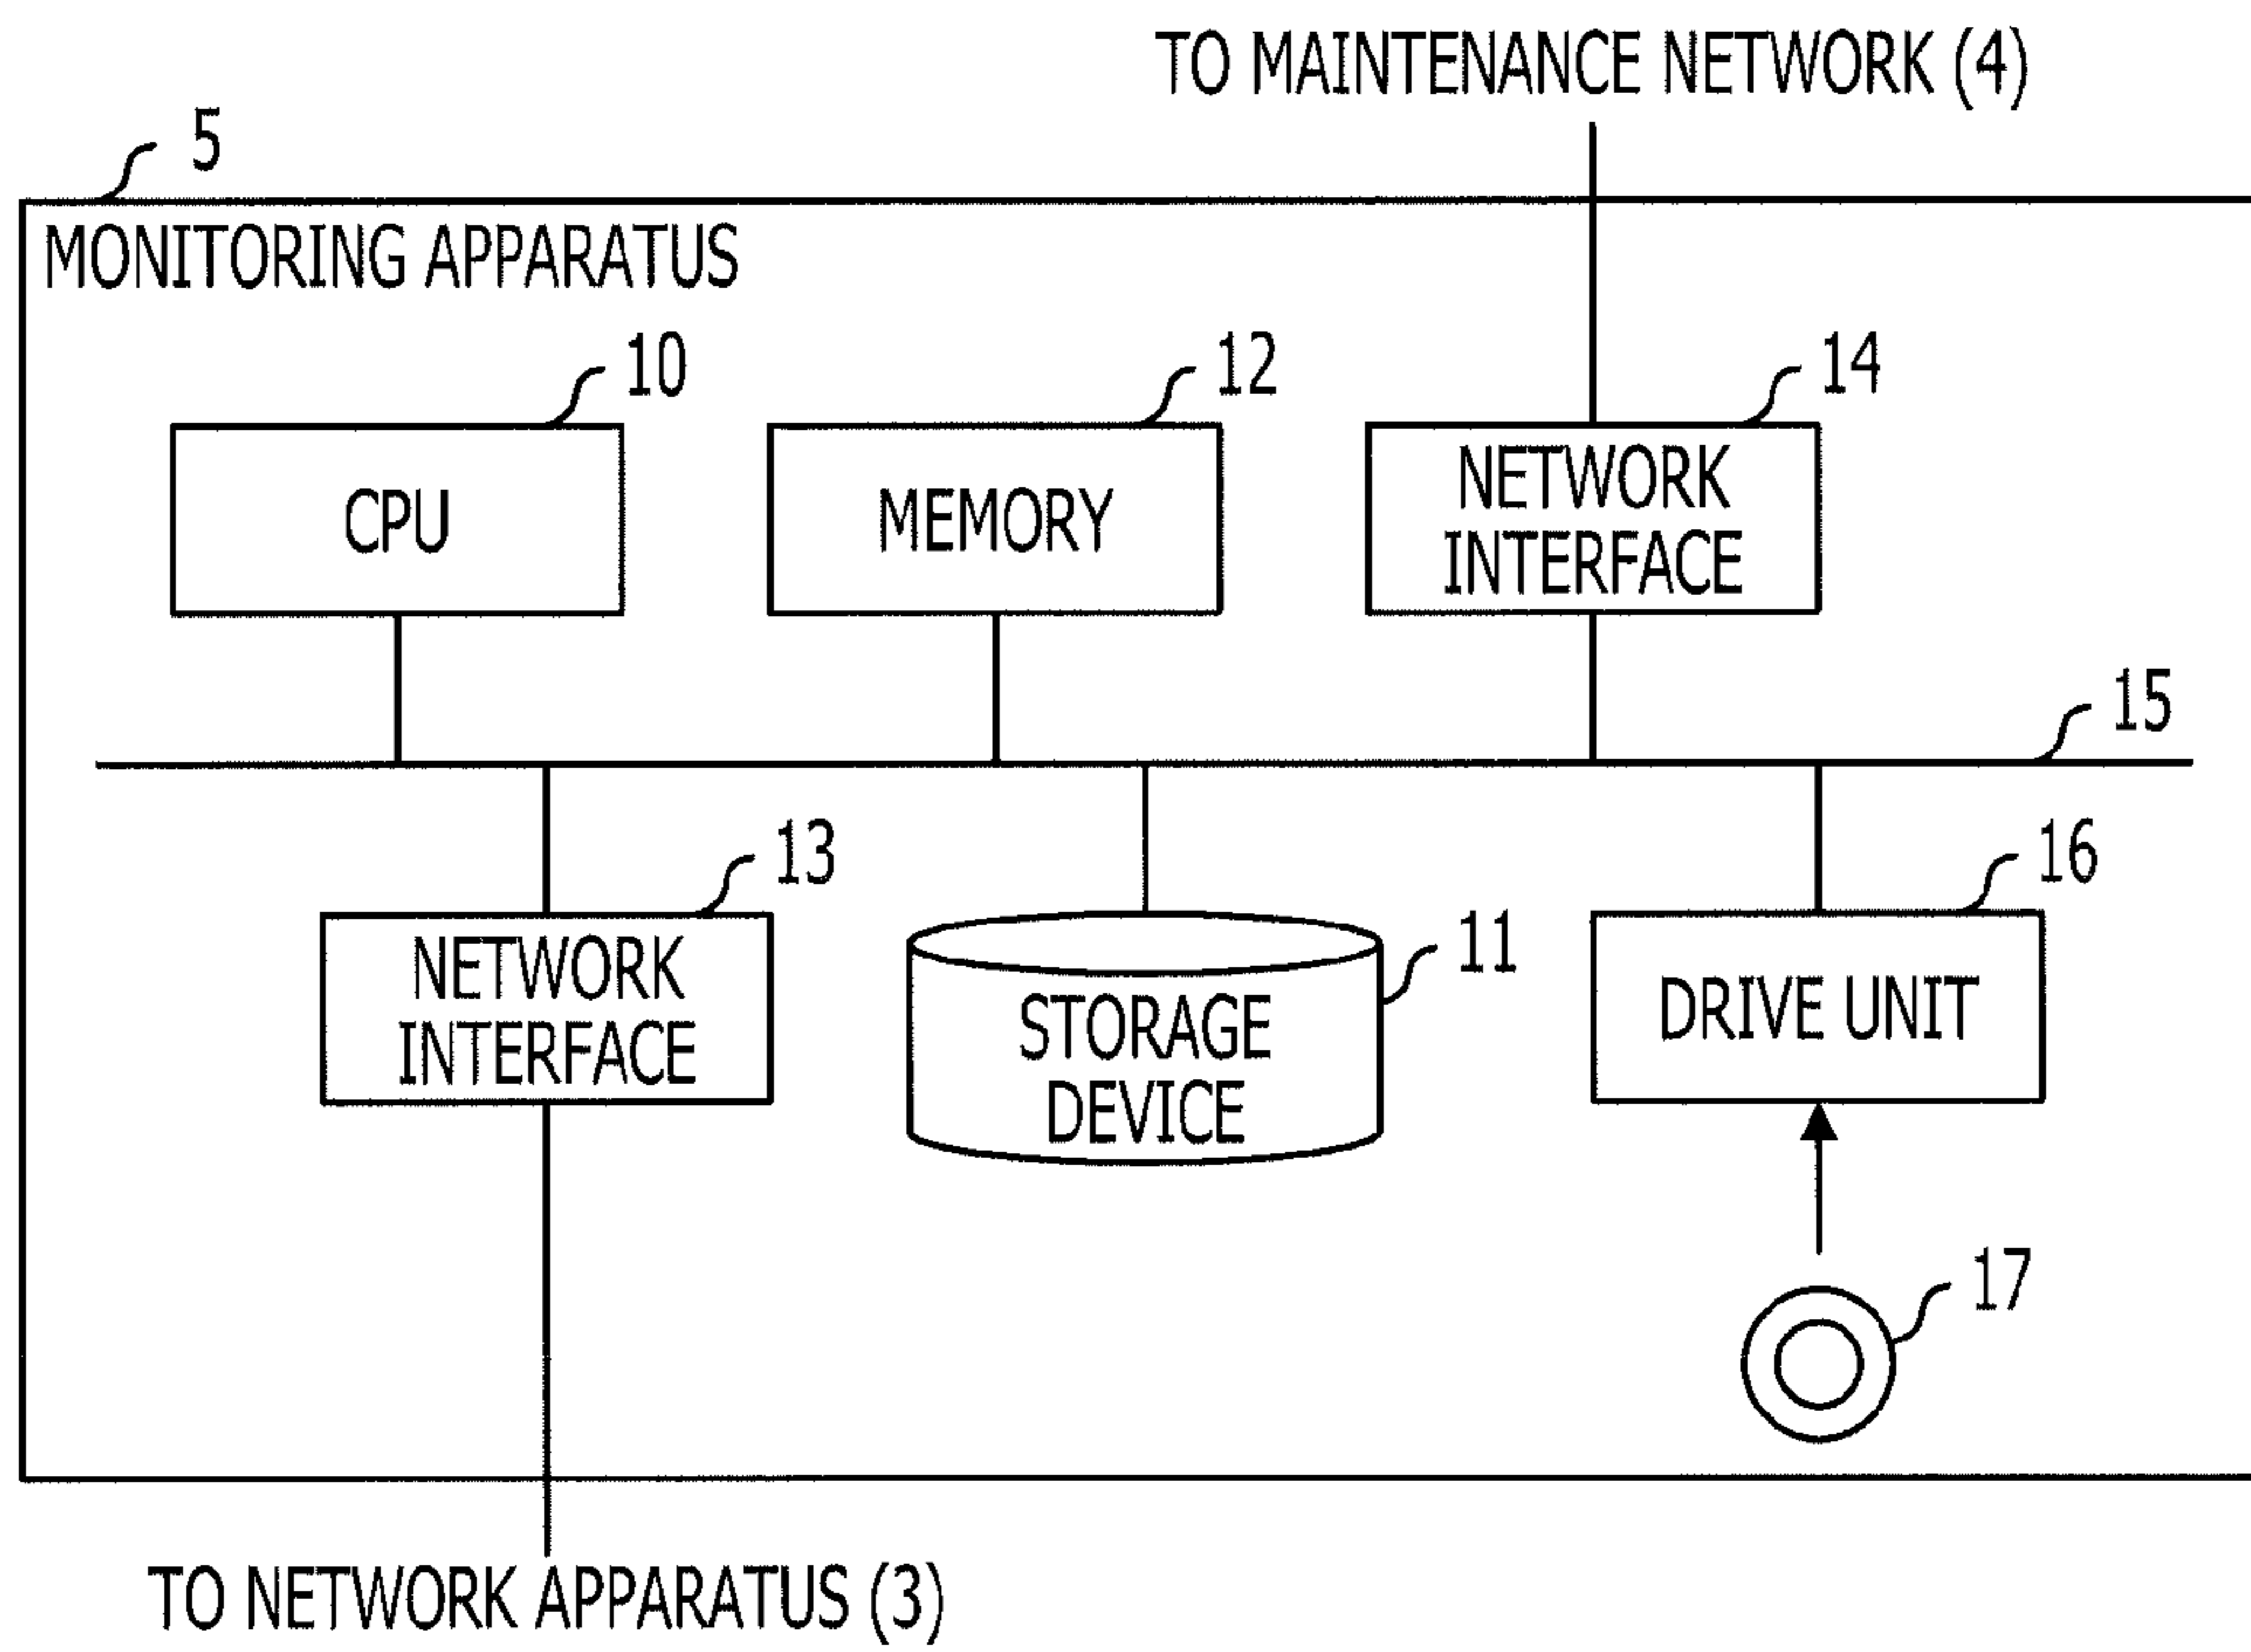 TO MAINTENANCE NETWORK (4)
5
MONITORING APPARATUS
10
12
14
CPU
MEMORY
NETWORK
INTERFACE
15
13
11
16
NETWORK
INTERFACE
STORAGE
DEVICE
DRIVE UNIT
17
TO NETWORK APPARATUS (3)